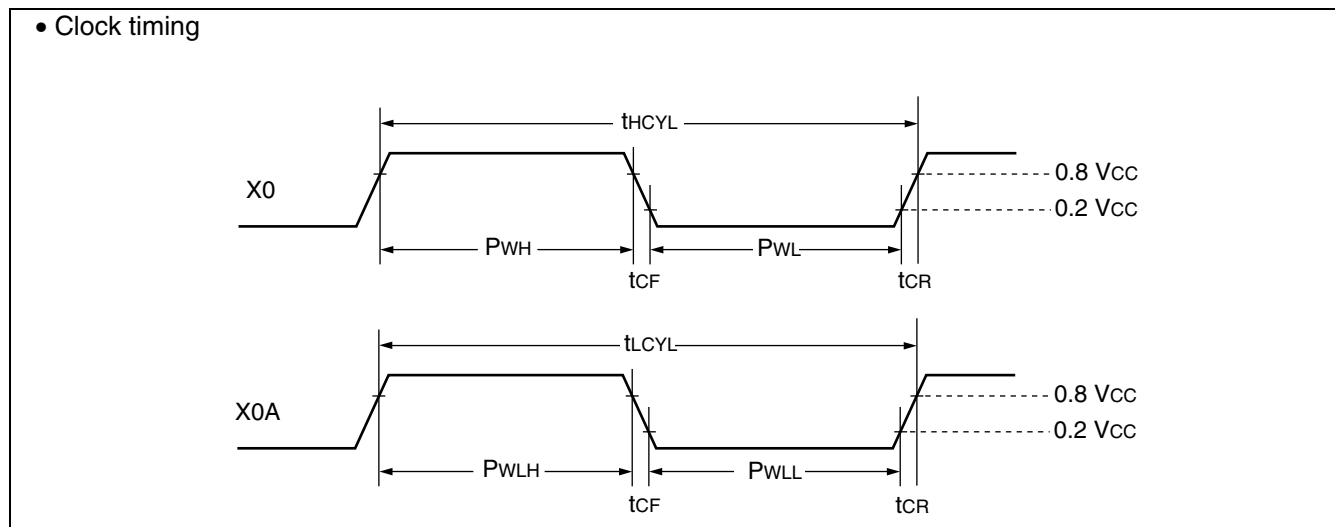 • Clock timing
tHCYL
X0
0.8 VCC
0.2 VCC
PWH
PWL
tCF
tCR
tLCYL
X0A
0.8 VCC
0.2 VCC
PWLH
PWLL
tCF
tCR